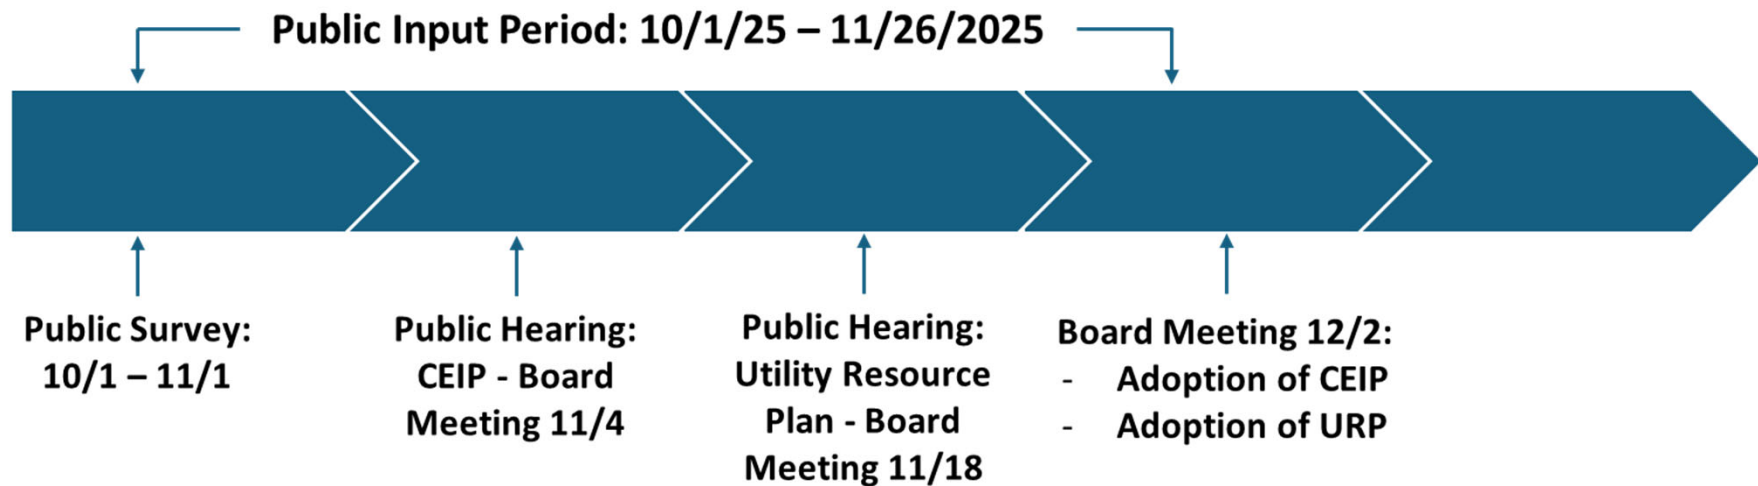 Public Input Period: 10/1/25 – 11/26/2025
Public Survey:
10/1 – 11/1
Public Hearing:
CEIP - Board
Meeting 11/4
Public Hearing:
Utility Resource
Plan - Board
Meeting 11/18
Board Meeting 12/2:
- Adoption of CEIP
- Adoption of URP